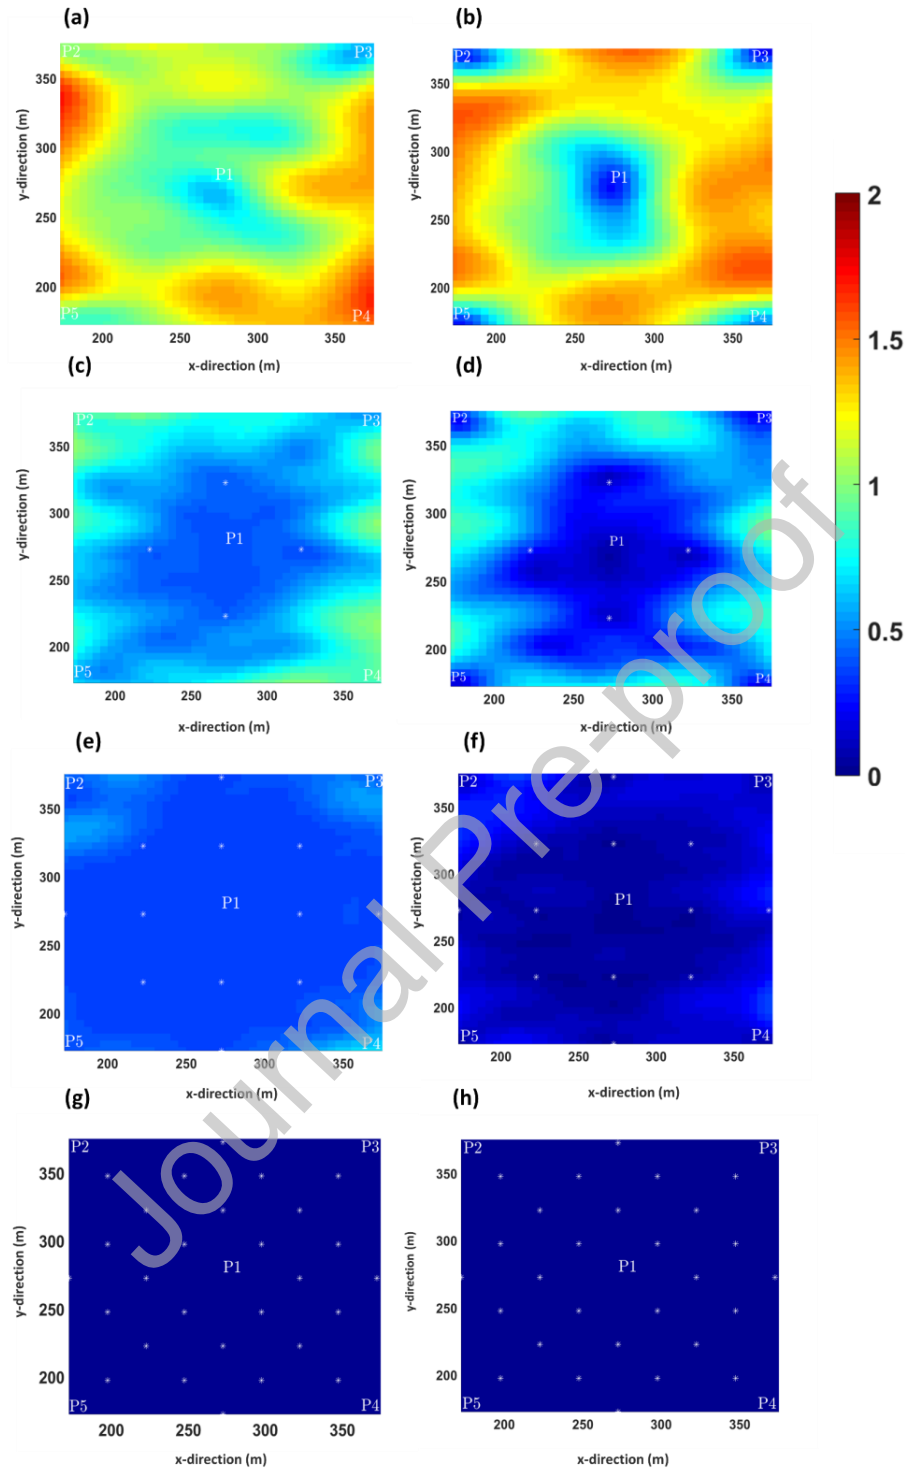 (a)
(b)
P2
P3
P1
P5
P4
350
300
250
200
y-direction (m)
200
250
300
350
x-direction (m)
P2
P3
P1
P5
P4
350
300
250
200
y-direction (m)
200
250
300
350
x-direction (m)
2
1.5
1
0.5
0
(c)
(d)
P2
P3
P1
P5
P4
350
300
250
200
y-direction (m)
200
250
300
350
x-direction (m)
P2
P3
P1
P5
P4
350
300
250
200
y-direction (m)
200
250
300
350
x-direction (m)
(e)
(f)
P2
P3
P1
P5
P4
350
300
250
200
y-direction (m)
200
250
300
350
x-direction (m)
P2
P3
P1
P5
P4
350
300
250
200
y-direction (m)
200
250
300
350
x-direction (m)
(g)
(h)
P2
P3
P1
P5
P4
350
300
250
200
y-direction (m)
200
250
300
350
x-direction (m)
P2
P3
P1
P5
P4
350
300
250
200
y-direction (m)
200
250
300
350
x-direction (m)
Journal Pre-proof